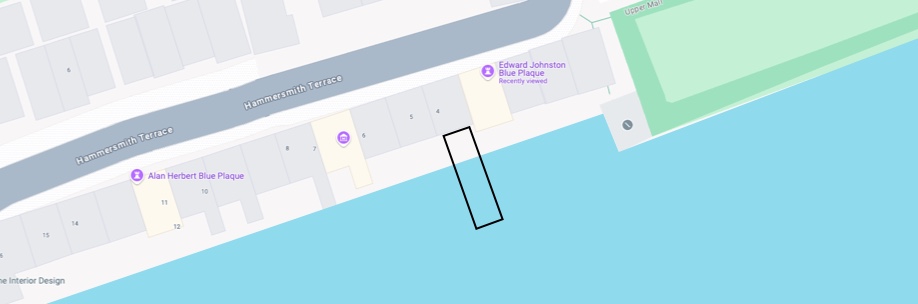 Upper Mall
Edward Johnston
Blue Plaque
Recently viewed
6
Hammersmith Terrace
4
5
6
7
8
Hammersmith Terrace
Alan Herbert Blue Plaque
10
11
12
14
15
ne Interior Design